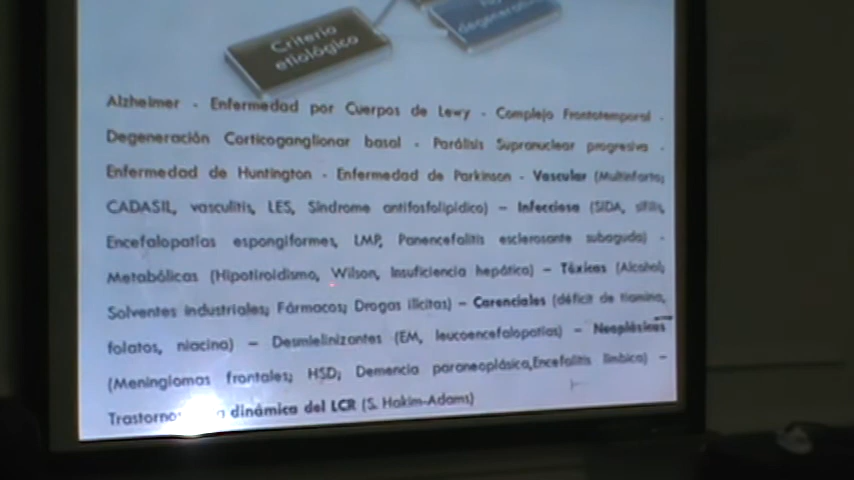 Criterio
etiológico
degenerati
Alzheimer - Enfermedad por Cuerpos de Lewy - Complejo Frontotemporal -
Degeneración Corticoganglionar basal - Parálisis Supranuclear progresiva -
Enfermedad de Huntington - Enfermedad de Parkinson - Vascular (Multinfarto;
CADASIL, vasculitis, LES, Síndrome antifosfolipídico) – Infecciosa (SIDA, sífilis,
Encefalopatías espongiformes, LMP, Panencefalitis esclerosante subaguda) -
Metabólicas (Hipotiroidismo, Wilson, Insuficiencia hepática) – Tóxicas (Alcohol;
Solventes industriales; Fármacos; Drogas ilícitas) – Carenciales (déficit de tiamina,
folatos, niacina) – Desmielinizantes (EM, leucoencefalopatías) – Neoplásicas
(Meningiomas frontales; HSD; Demencia paraneoplásica,Encefalitis límbica) –
Trastorno dinámica del LCR (S. Hakim-Adams)